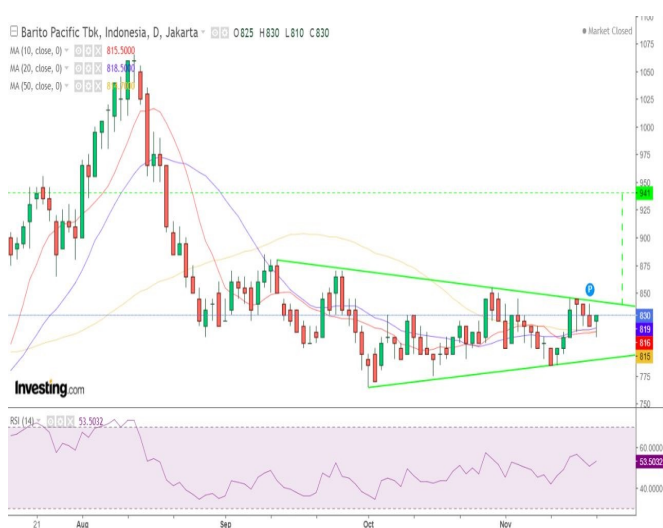 Barito Pacific Tbk, Indonesia, D, Jakarta O825 H830 L810 C830
Market Closed
MA (10, close, 0) 815.5000
MA (20, close, 0) 818.5000
MA (50, close, 0)
1100
1075
1050
1025
1000
975
950
941
925
900
875
850
P
830
819
816
815
800
775
750
Investing.com
RSI (14) 53.5032
60.0000
53.5032
40.0000
21 Aug Sep Oct Nov